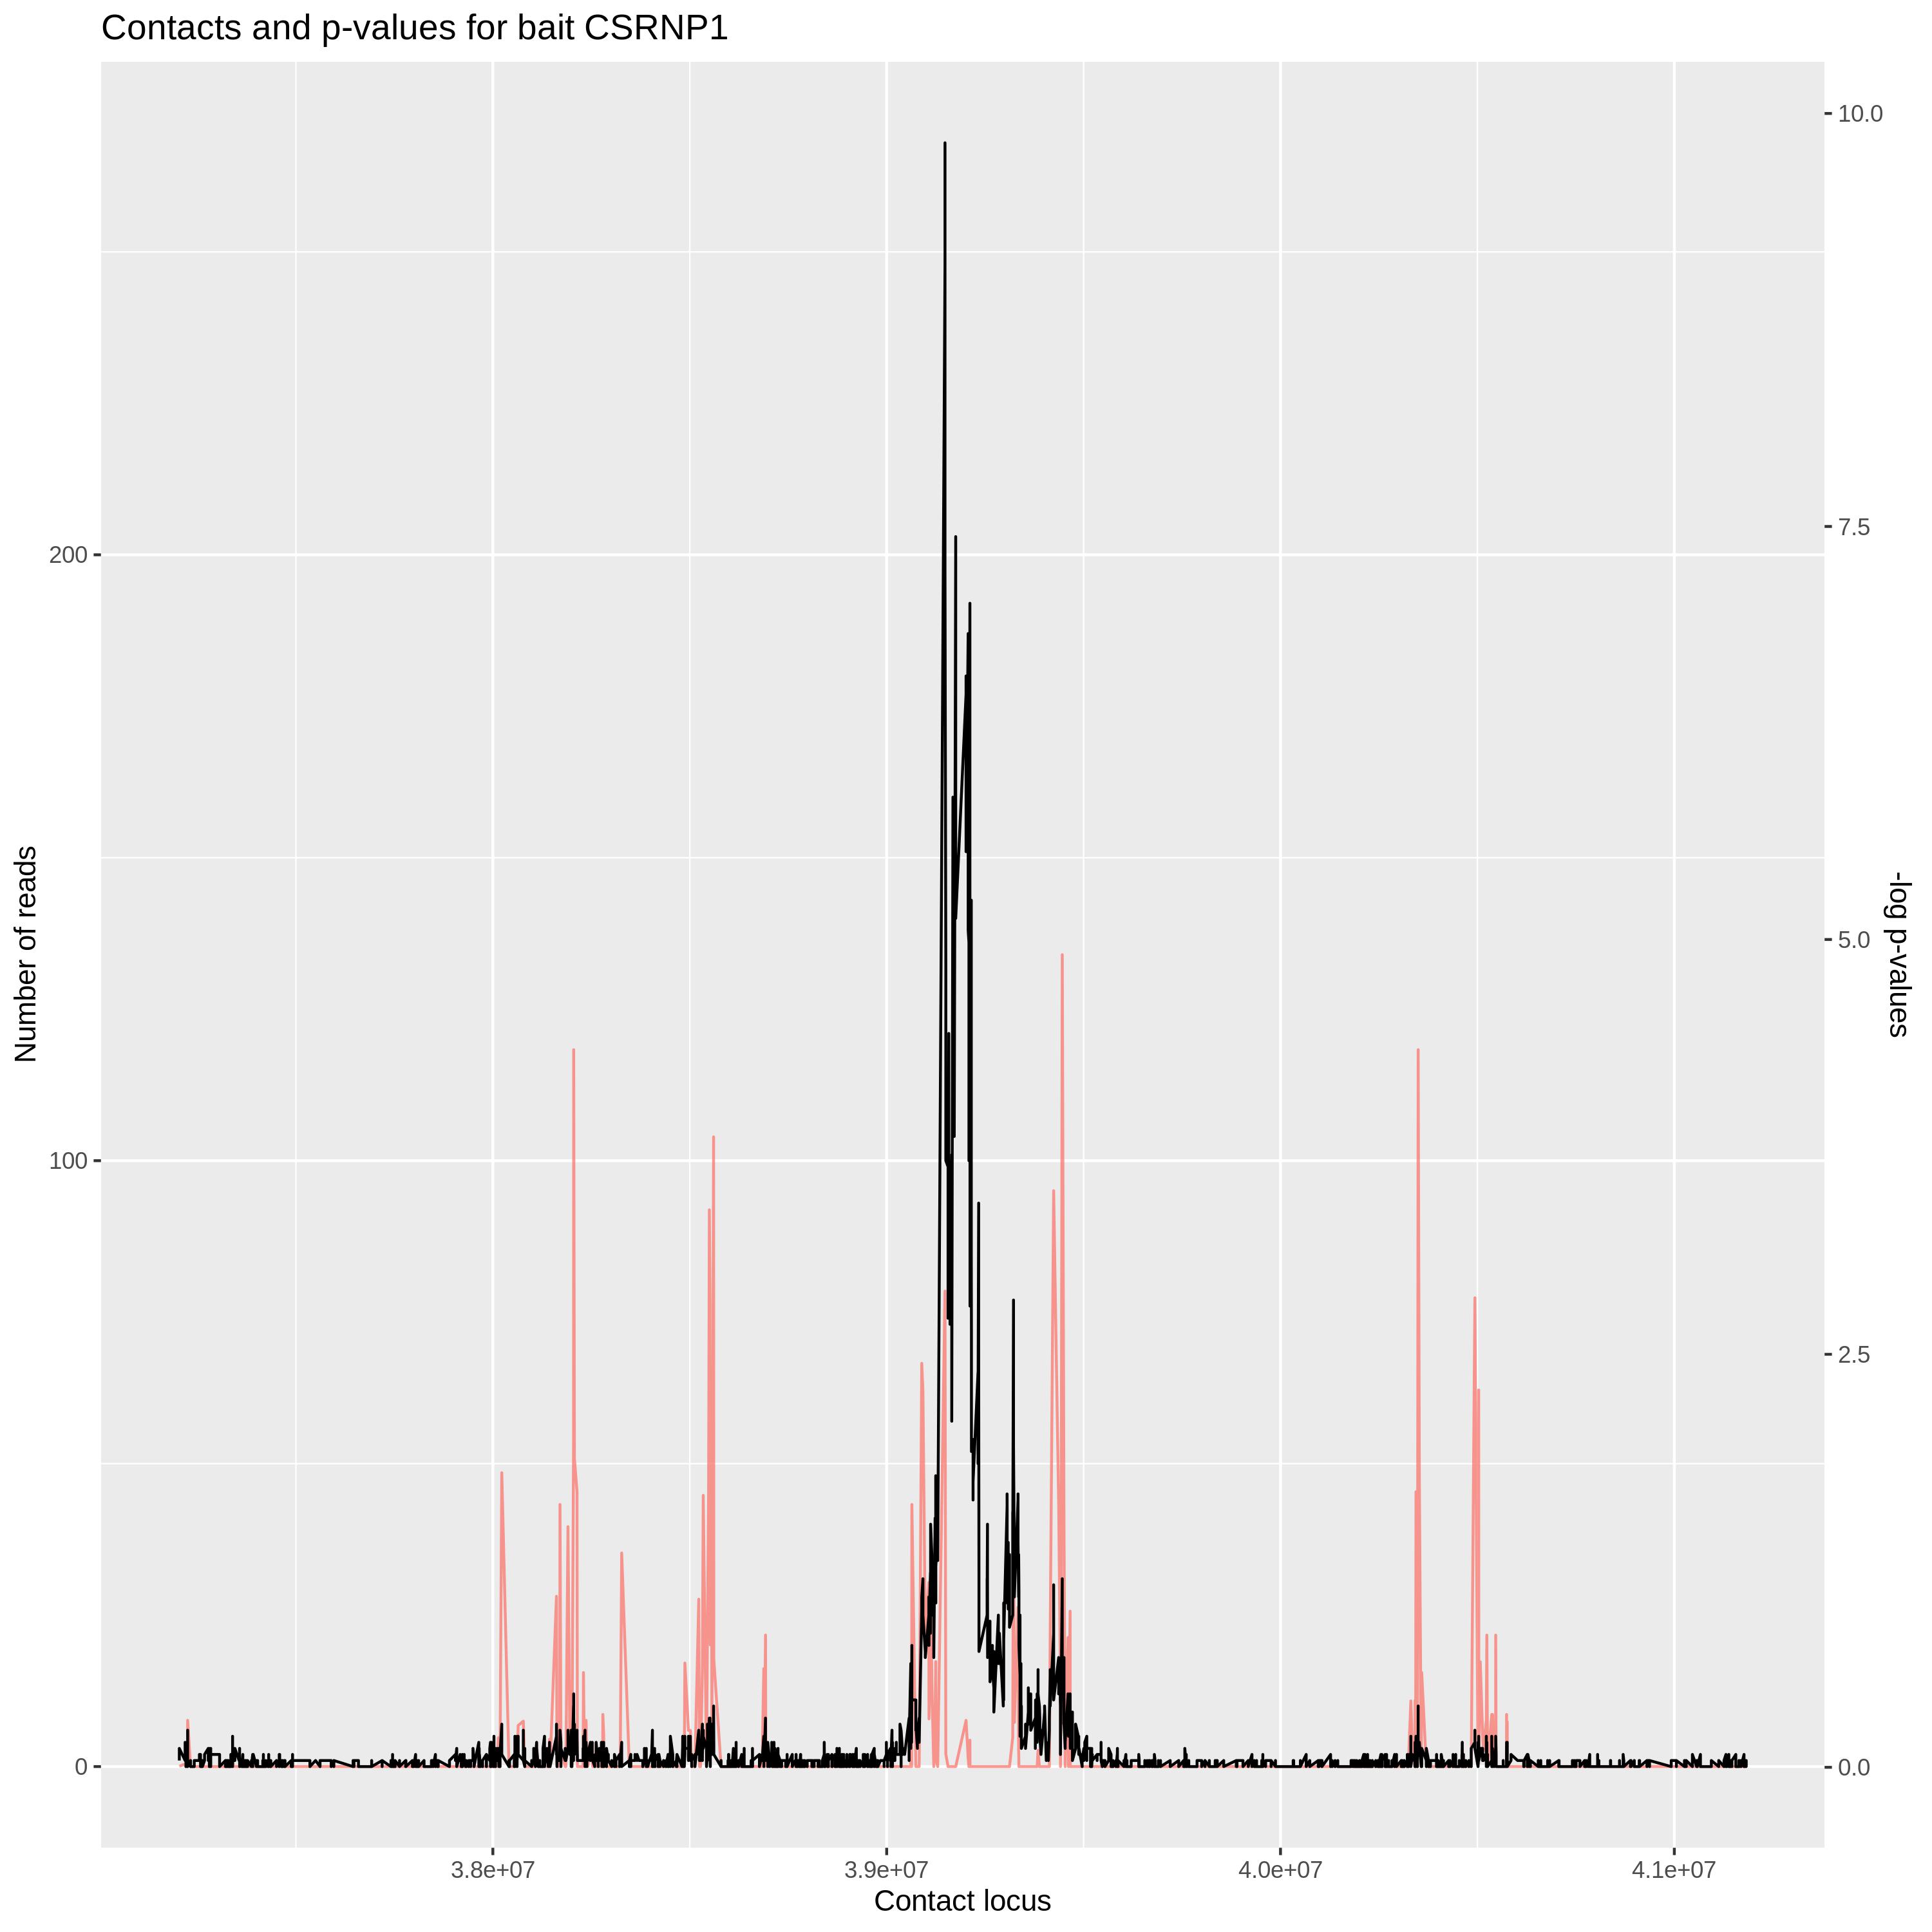 Contacts and p-values for bait CSRNP1
Number of reads
200
100
0
10.0
7.5
5.0
2.5
0.0
-log p-values
3.8e+07
3.9e+07
4.0e+07
4.1e+07
Contact locus